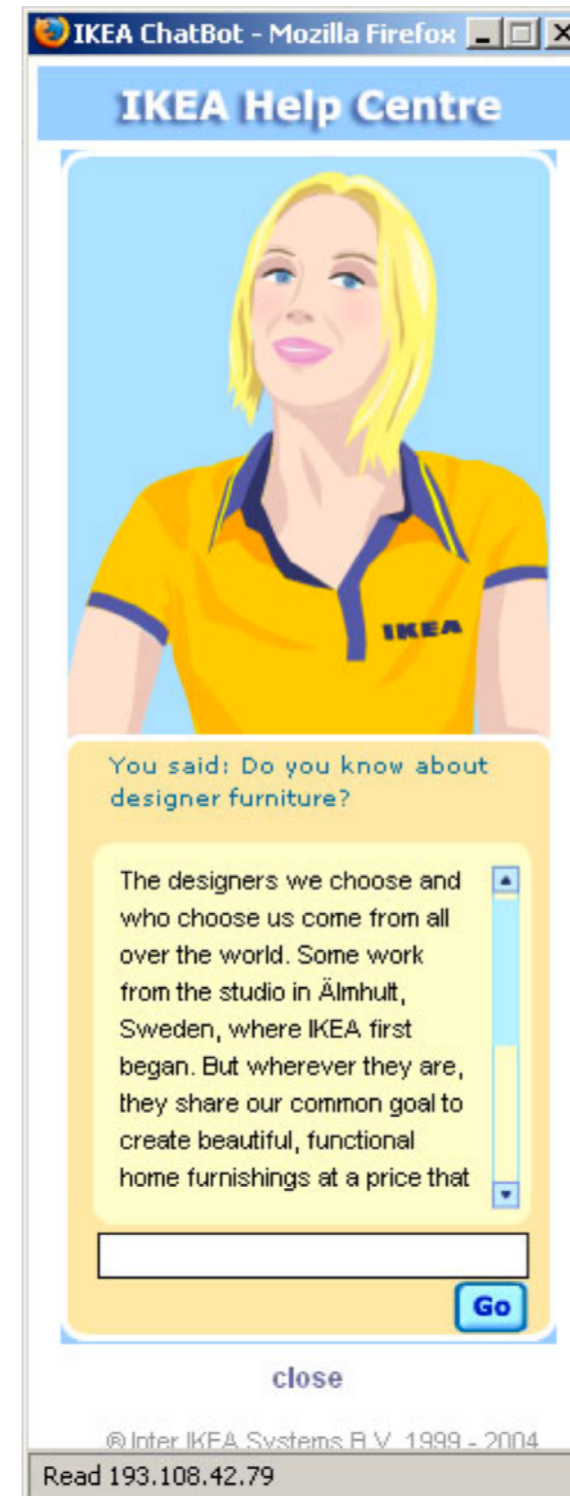 IKEA ChatBot - Mozilla Firefox
IKEA Help Centre
IKEA
You said: Do you know about
designer furniture?
The designers we choose and
who choose us come from all
over the world. Some work
from the studio in Älmhult,
Sweden, where IKEA first
began. But wherever they are,
they share our common goal to
create beautiful, functional
home furnishings at a price that
Go
close
® Inter IKEA Systems B.V. 1999 - 2004
Read 193.108.42.79